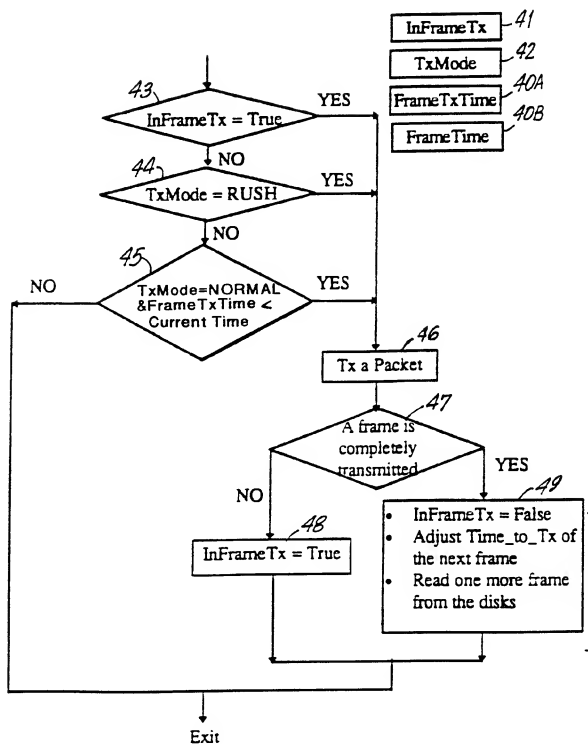 InFrameTx
41
TxMode
42
FrameTxTime
40A
FrameTime
40B
43
InFrameTx = True
YES
NO
44
TxMode = RUSH
YES
NO
45
TxMode=NORMAL
&FrameTxTime <
Current Time
NO
YES
46
Tx a Packet
47
A frame is
completely
transmitted
NO
YES
48
InFrameTx = True
49
• InFrameTx = False
• Adjust Time_to_Tx of
the next frame
• Read one more frame
from the disks
Exit